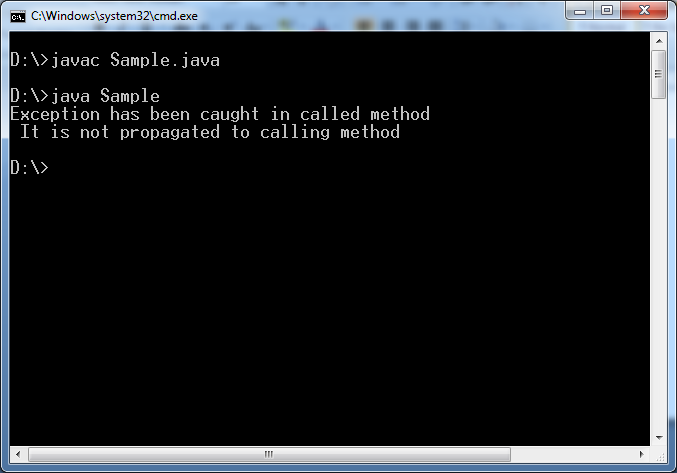 C:\Windows\system32\cmd.exe
D:\>javac Sample.java
D:\>java Sample
Exception has been caught in called method
It is not propagated to calling method
D:\>